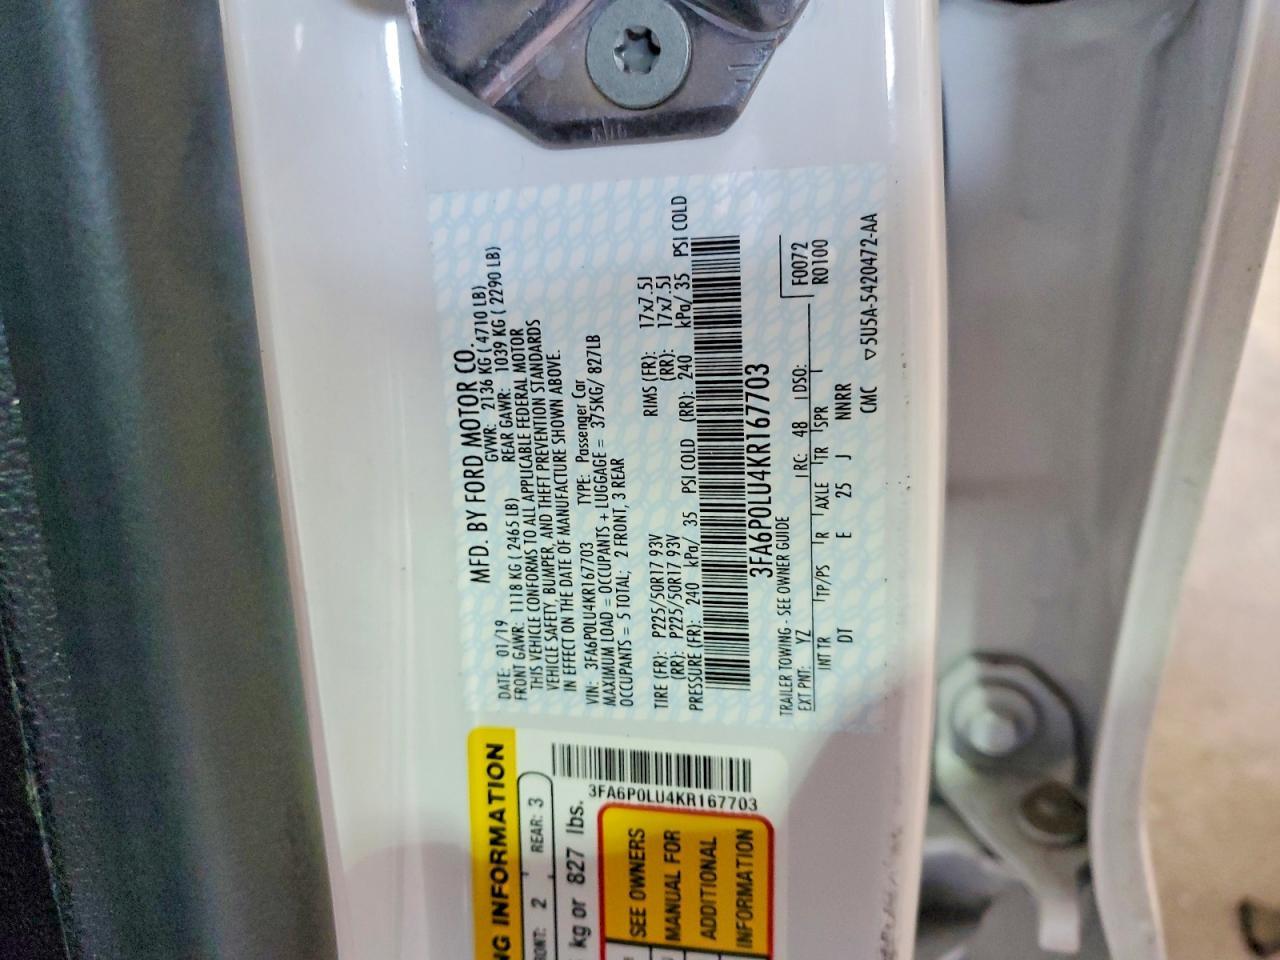 MFD. BY FORD MOTOR CO.
DATE: 01/19 GVWR: 2136 KG ( 4710 LB)
FRONT GAWR: 1118 KG ( 2465 LB) REAR GAWR: 1039 KG ( 2290 LB)
THIS VEHICLE CONFORMS TO ALL APPLICABLE FEDERAL MOTOR
VEHICLE SAFETY, BUMPER, AND THEFT PREVENTION STANDARDS
IN EFFECT ON THE DATE OF MANUFACTURE SHOWN ABOVE.
VIN: 3FA6P0LU4KR167703 TYPE: Passenger Car
MAXIMUM LOAD = OCCUPANTS + LUGGAGE = 375KG/ 827LB
OCCUPANTS = 5 TOTAL; 2 FRONT, 3 REAR
TIRE (FR): P225/50R17 93V RIMS (FR): 17x7.5J
(RR): P225/50R17 93V (RR): 17x7.5J
PRESSURE (FR): 240 kPa/ 35 PSI COLD (RR): 240 kPa/ 35 PSI COLD
3FA6P0LU4KR167703
TRAILER TOWING - SEE OWNER GUIDE
F0072
EXT PNT: YZ RC: 48 DSO: R0100
INT TR TP/PS R AXLE TR SPR
DT E 25 J NNRR
CMC ▽5U5A-5420472-AA
NG INFORMATION
RONT: 2 REAR: 3
kg or 827 lbs.
3FA6P0LU4KR167703
SEE OWNERS
MANUAL FOR
ADDITIONAL
INFORMATION